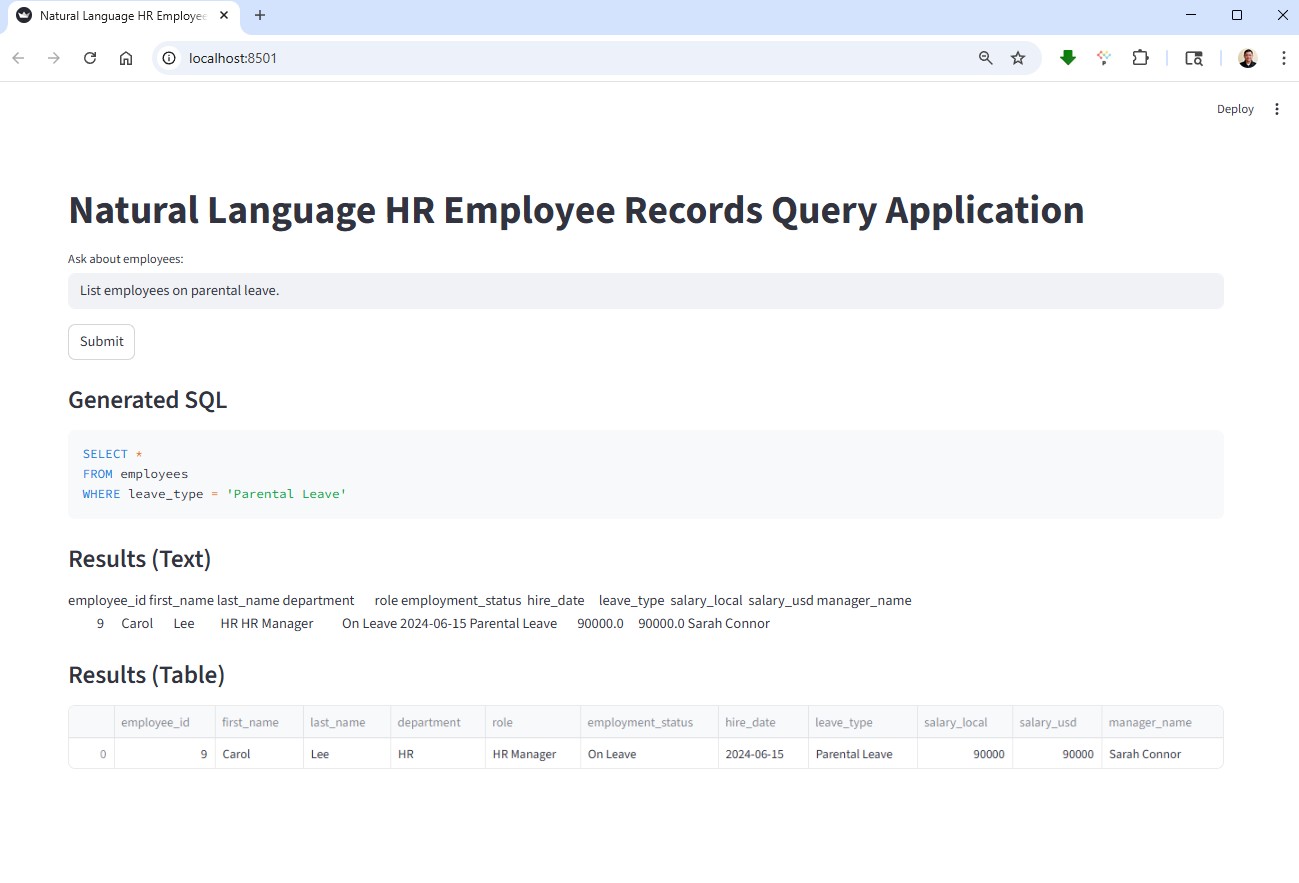 Natural Language HR Employee
localhost:8501
Deploy
Natural Language HR Employee Records Query Application
Ask about employees:
List employees on parental leave.
Submit
Generated SQL
SELECT *
FROM employees
WHERE leave_type = 'Parental Leave'
Results (Text)
employee_id first_name last_name department role employment_status hire_date leave_type salary_local salary_usd manager_name
9 Carol Lee HR HR Manager On Leave 2024-06-15 Parental Leave 90000.0 90000.0 Sarah Connor
Results (Table)
employee_id first_name last_name department role employment_status hire_date leave_type salary_local salary_usd manager_name
0 9 Carol Lee HR HR Manager On Leave 2024-06-15 Parental Leave 90000 90000 Sarah Connor